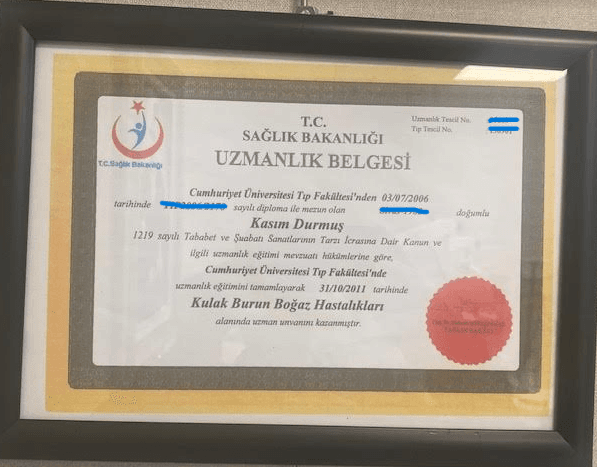 T.C.
SAĞLIK BAKANLIĞI
UZMANLIK BELGESİ
Uzmanlık Tescil No.
Tıp Tescil No.
T.C.Sağlık Bakanlığı
Cumhuriyet Üniversitesi Tıp Fakültesi'nden 03/07/2006
tarihinde sayılı diploma ile mezun olan doğumlu
Kasım Durmuş
1219 sayılı Tababet ve Şuabatı Sanatlarının Tarzı İcrasına Dair Kanun ve
ilgili uzmanlık eğitimi mevzuatı hükümlerine göre,
Cumhuriyet Üniversitesi Tıp Fakültesi'nde
uzmanlık eğitimini tamamlayarak 31/10/2011 tarihinde
Kulak Burun Boğaz Hastalıkları
alanında uzman unvanını kazanmıştır.